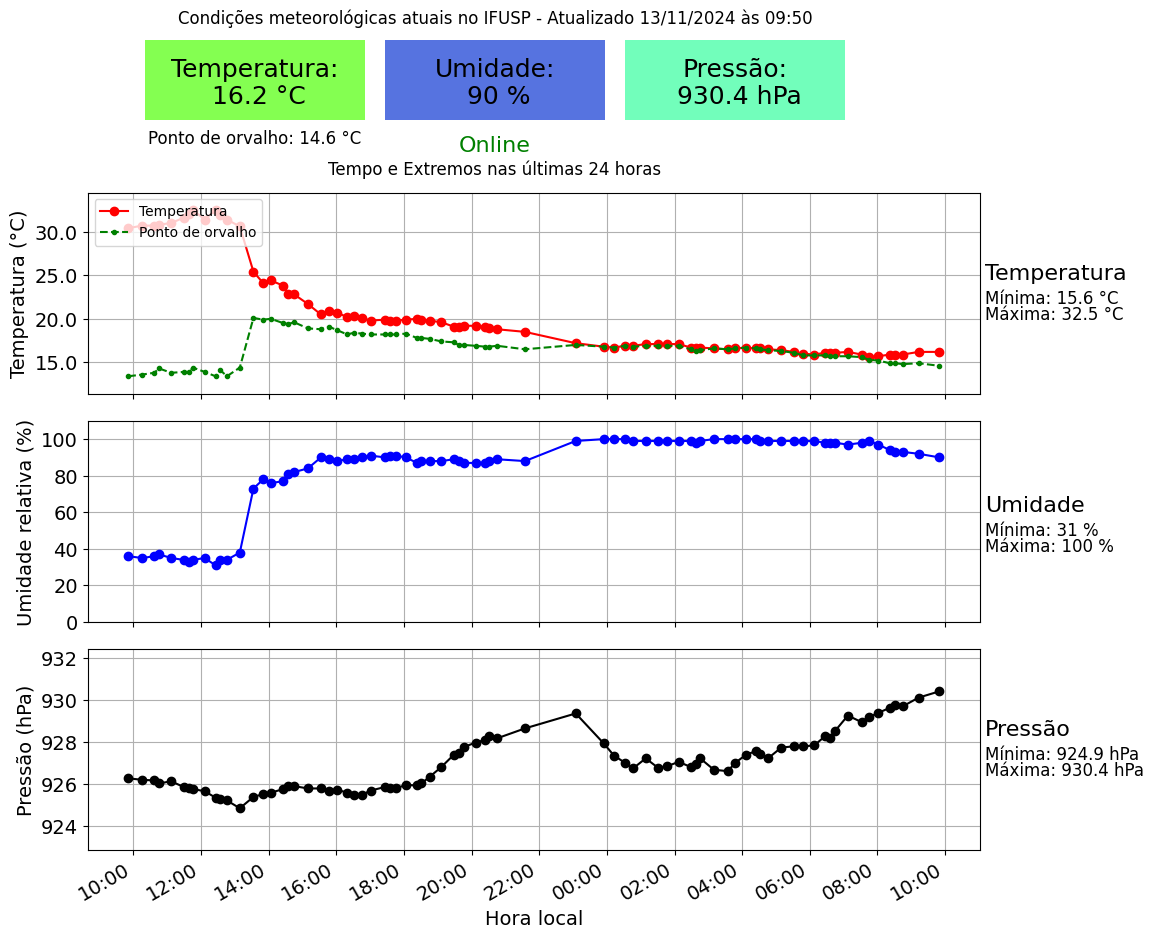 Condições meteorológicas atuais no IFUSP - Atualizado 13/11/2024 às 09:50
Temperatura:
16.2 °C
Umidade:
90 %
Pressão:
930.4 hPa
Ponto de orvalho: 14.6 °C
Online
Tempo e Extremos nas últimas 24 horas
Temperatura (°C)
30.0
25.0
20.0
15.0
Temperatura
Ponto de orvalho
Temperatura
Mínima: 15.6 °C
Máxima: 32.5 °C
Umidade relativa (%)
100
80
60
40
20
0
Umidade
Mínima: 31 %
Máxima: 100 %
Pressão (hPa)
932
930
928
926
924
Pressão
Mínima: 924.9 hPa
Máxima: 930.4 hPa
10:00
12:00
14:00
16:00
18:00
20:00
22:00
00:00
02:00
04:00
06:00
08:00
10:00
Hora local